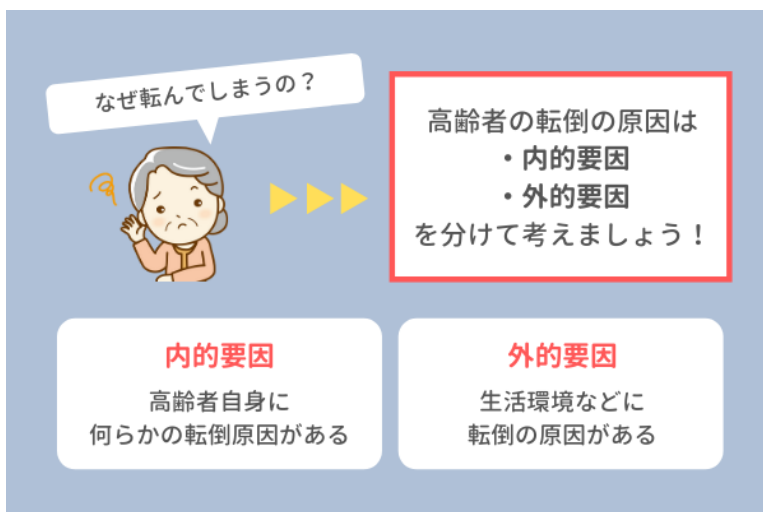 なぜ転んでしまうの？
高齢者の転倒の原因は
・内的要因
・外的要因
を分けて考えましょう！
内的要因
高齢者自身に
何らかの転倒原因がある
外的要因
生活環境などに
転倒の原因がある